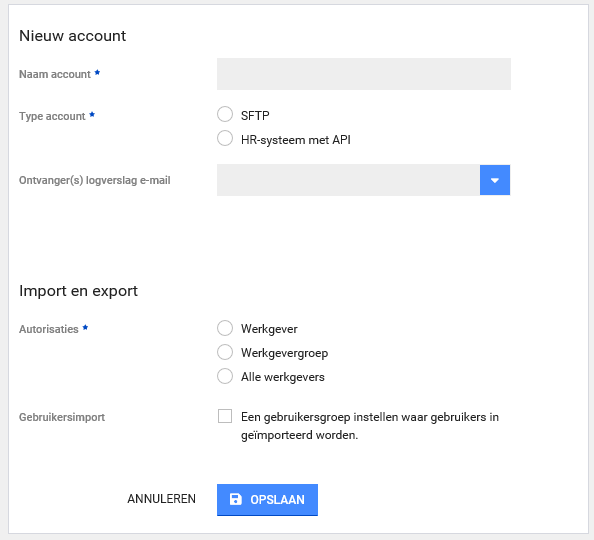 Nieuw account
Naam account *
Type account *
SFTP
HR-systeem met API
Ontvanger(s) logverslag e-mail
Import en export
Autorisaties *
Werkgever
Werkgevergroep
Alle werkgevers
Gebruikersimport
Een gebruikersgroep instellen waar gebruikers in
geïmporteerd worden.
ANNULEREN
OPSLAAN